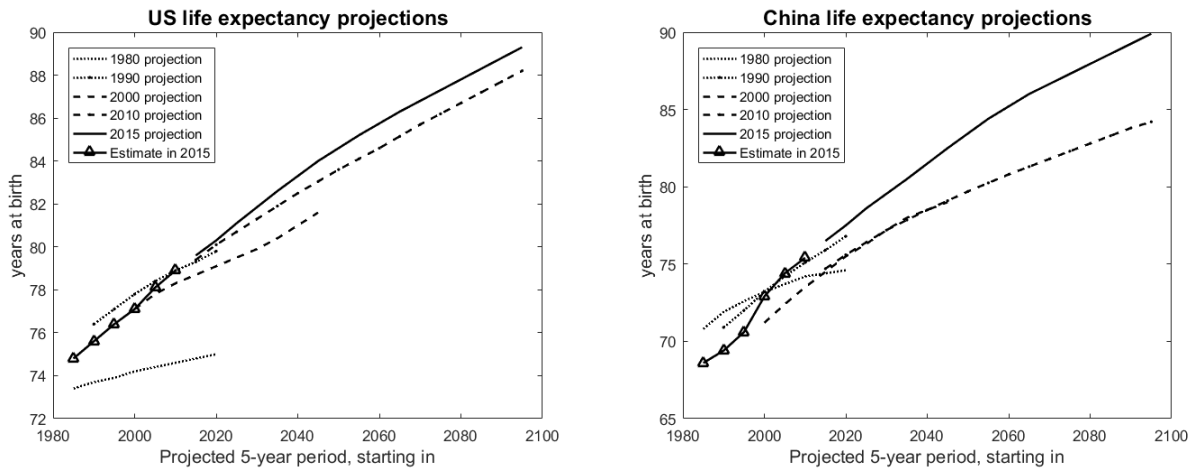 US life expectancy projections
90
88
86
84
82
80
78
76
74
72
years at birth
1980 projection
1990 projection
2000 projection
2010 projection
2015 projection
Estimate in 2015
1980 2000 2020 2040 2060 2080 2100
Projected 5-year period, starting in
China life expectancy projections
90
85
80
75
70
65
years at birth
1980 projection
1990 projection
2000 projection
2010 projection
2015 projection
Estimate in 2015
1980 2000 2020 2040 2060 2080 2100
Projected 5-year period, starting in